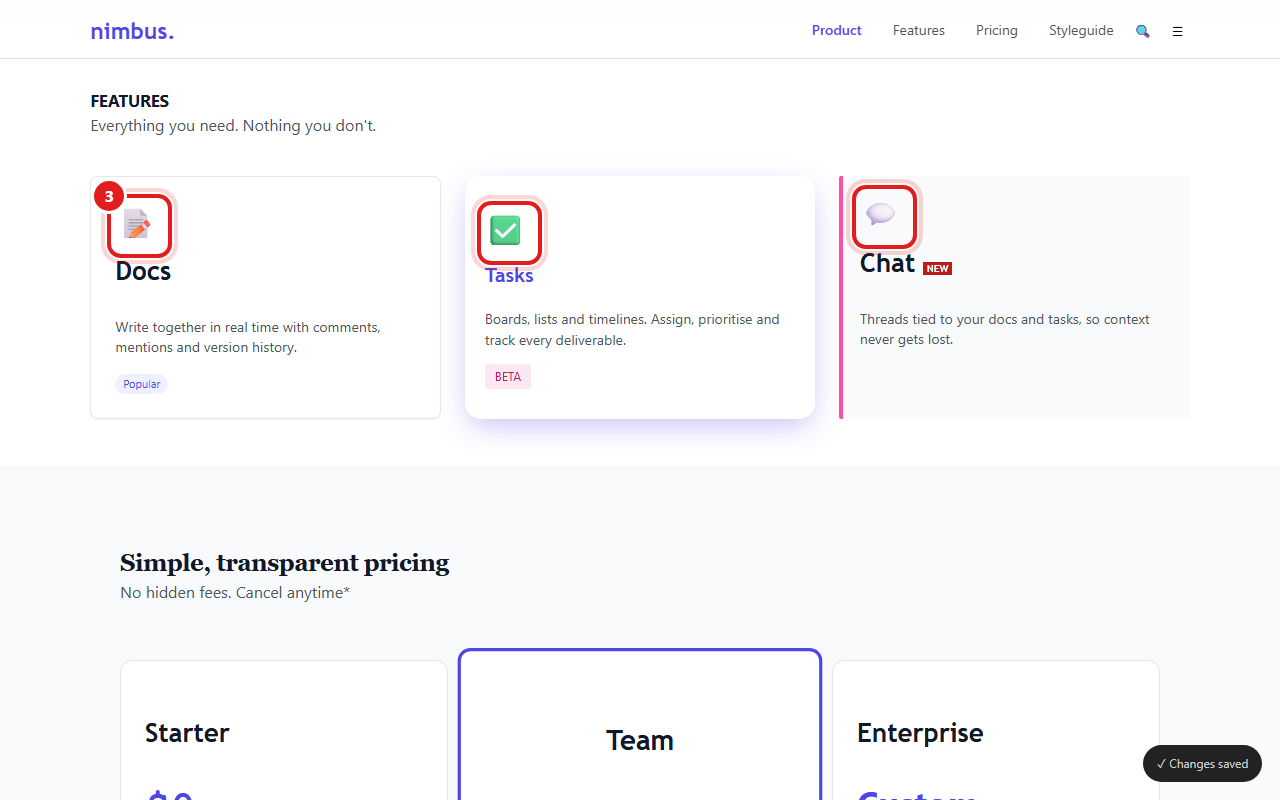 nimbus.
Product Features Pricing Styleguide
FEATURES
Everything you need. Nothing you don't.
3
Docs
Write together in real time with comments,
mentions and version history.
Popular
Tasks
Boards, lists and timelines. Assign, prioritise and
track every deliverable.
BETA
Chat NEW
Threads tied to your docs and tasks, so context
never gets lost.
Simple, transparent pricing
No hidden fees. Cancel anytime*
Starter
$0
Team
Enterprise
Custom
✓ Changes saved